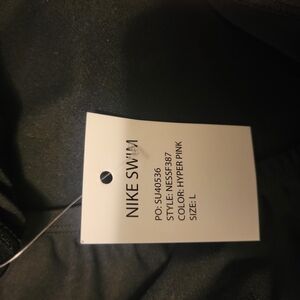 NIKE SWIM
PO: SU40536
STYLE: NESSF387
COLOR: HYPER PINK
SIZE: L